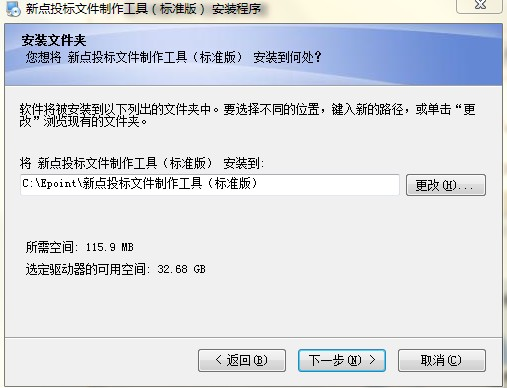 新点投标文件制作工具（标准版）安装程序
安装文件夹
您想将 新点投标文件制作工具（标准版） 安装到何处?
软件将被安装到以下列出的文件夹中。要选择不同的位置，键入新的路径，或单击“更
改”浏览现有的文件夹。
将 新点投标文件制作工具（标准版） 安装到:
C:\Epoint\新点投标文件制作工具（标准版）
更改(H)...
所需空间: 115.9 MB
选定驱动器的可用空间: 32.68 GB
< 返回(B)
下一步(N) >
取消(C)